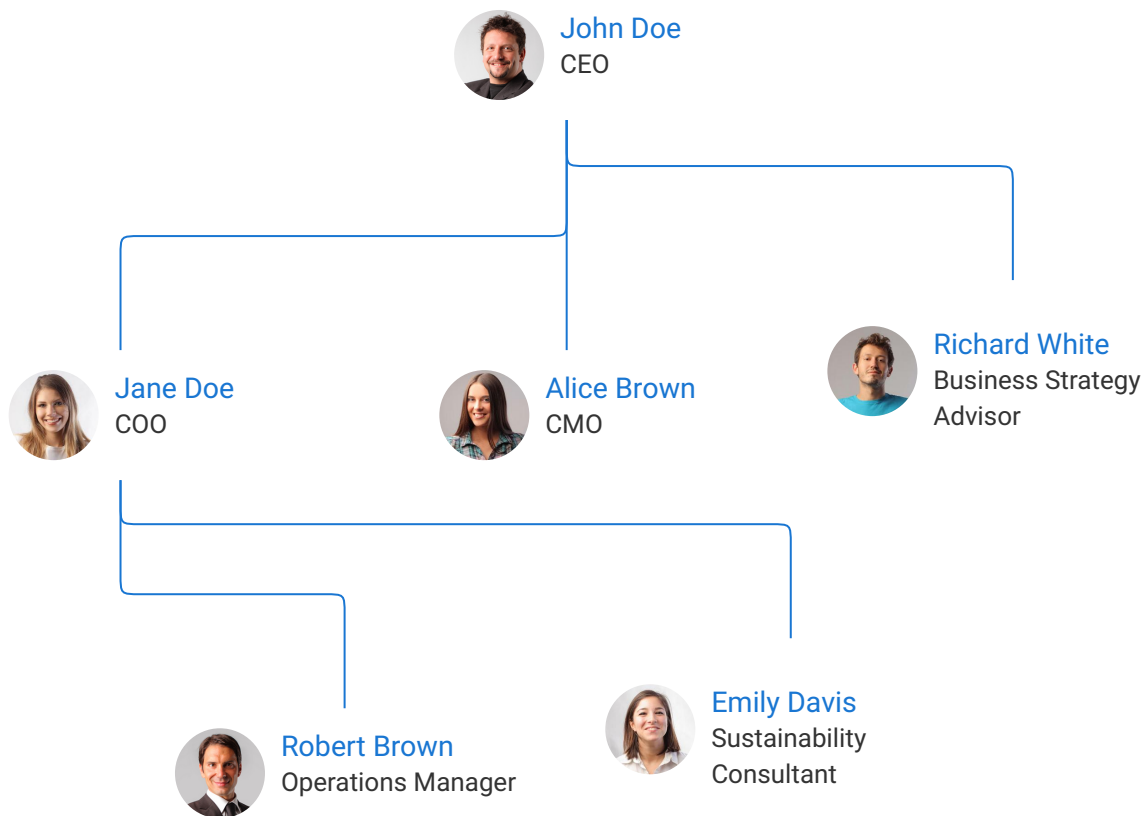 John Doe
CEO
Jane Doe
COO
Alice Brown
CMO
Richard White
Business Strategy
Advisor
Robert Brown
Operations Manager
Emily Davis
Sustainability
Consultant